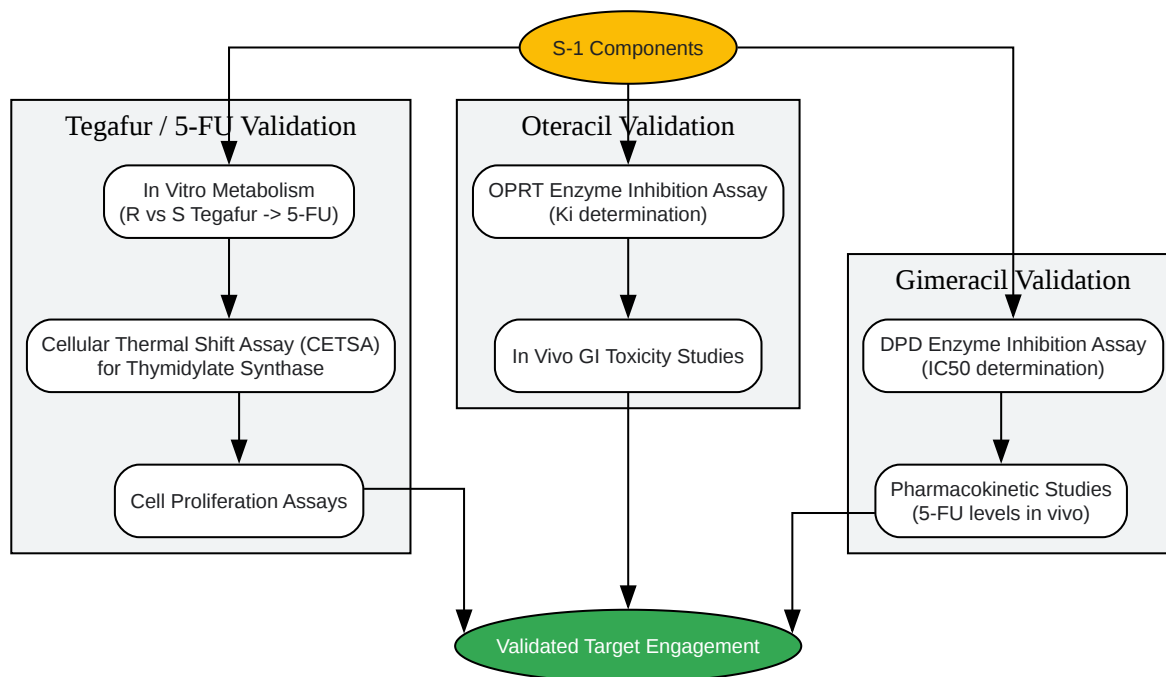 S-1 Components
Tegafur / 5-FU Validation
In Vitro Metabolism
(R vs S Tegafur -> 5-FU)
Cellular Thermal Shift Assay (CETSA)
for Thymidylate Synthase
Cell Proliferation Assays
Oteracil Validation
OPRT Enzyme Inhibition Assay
(Ki determination)
In Vivo GI Toxicity Studies
Gimeracil Validation
DPD Enzyme Inhibition Assay
(IC50 determination)
Pharmacokinetic Studies
(5-FU levels in vivo)
Validated Target Engagement